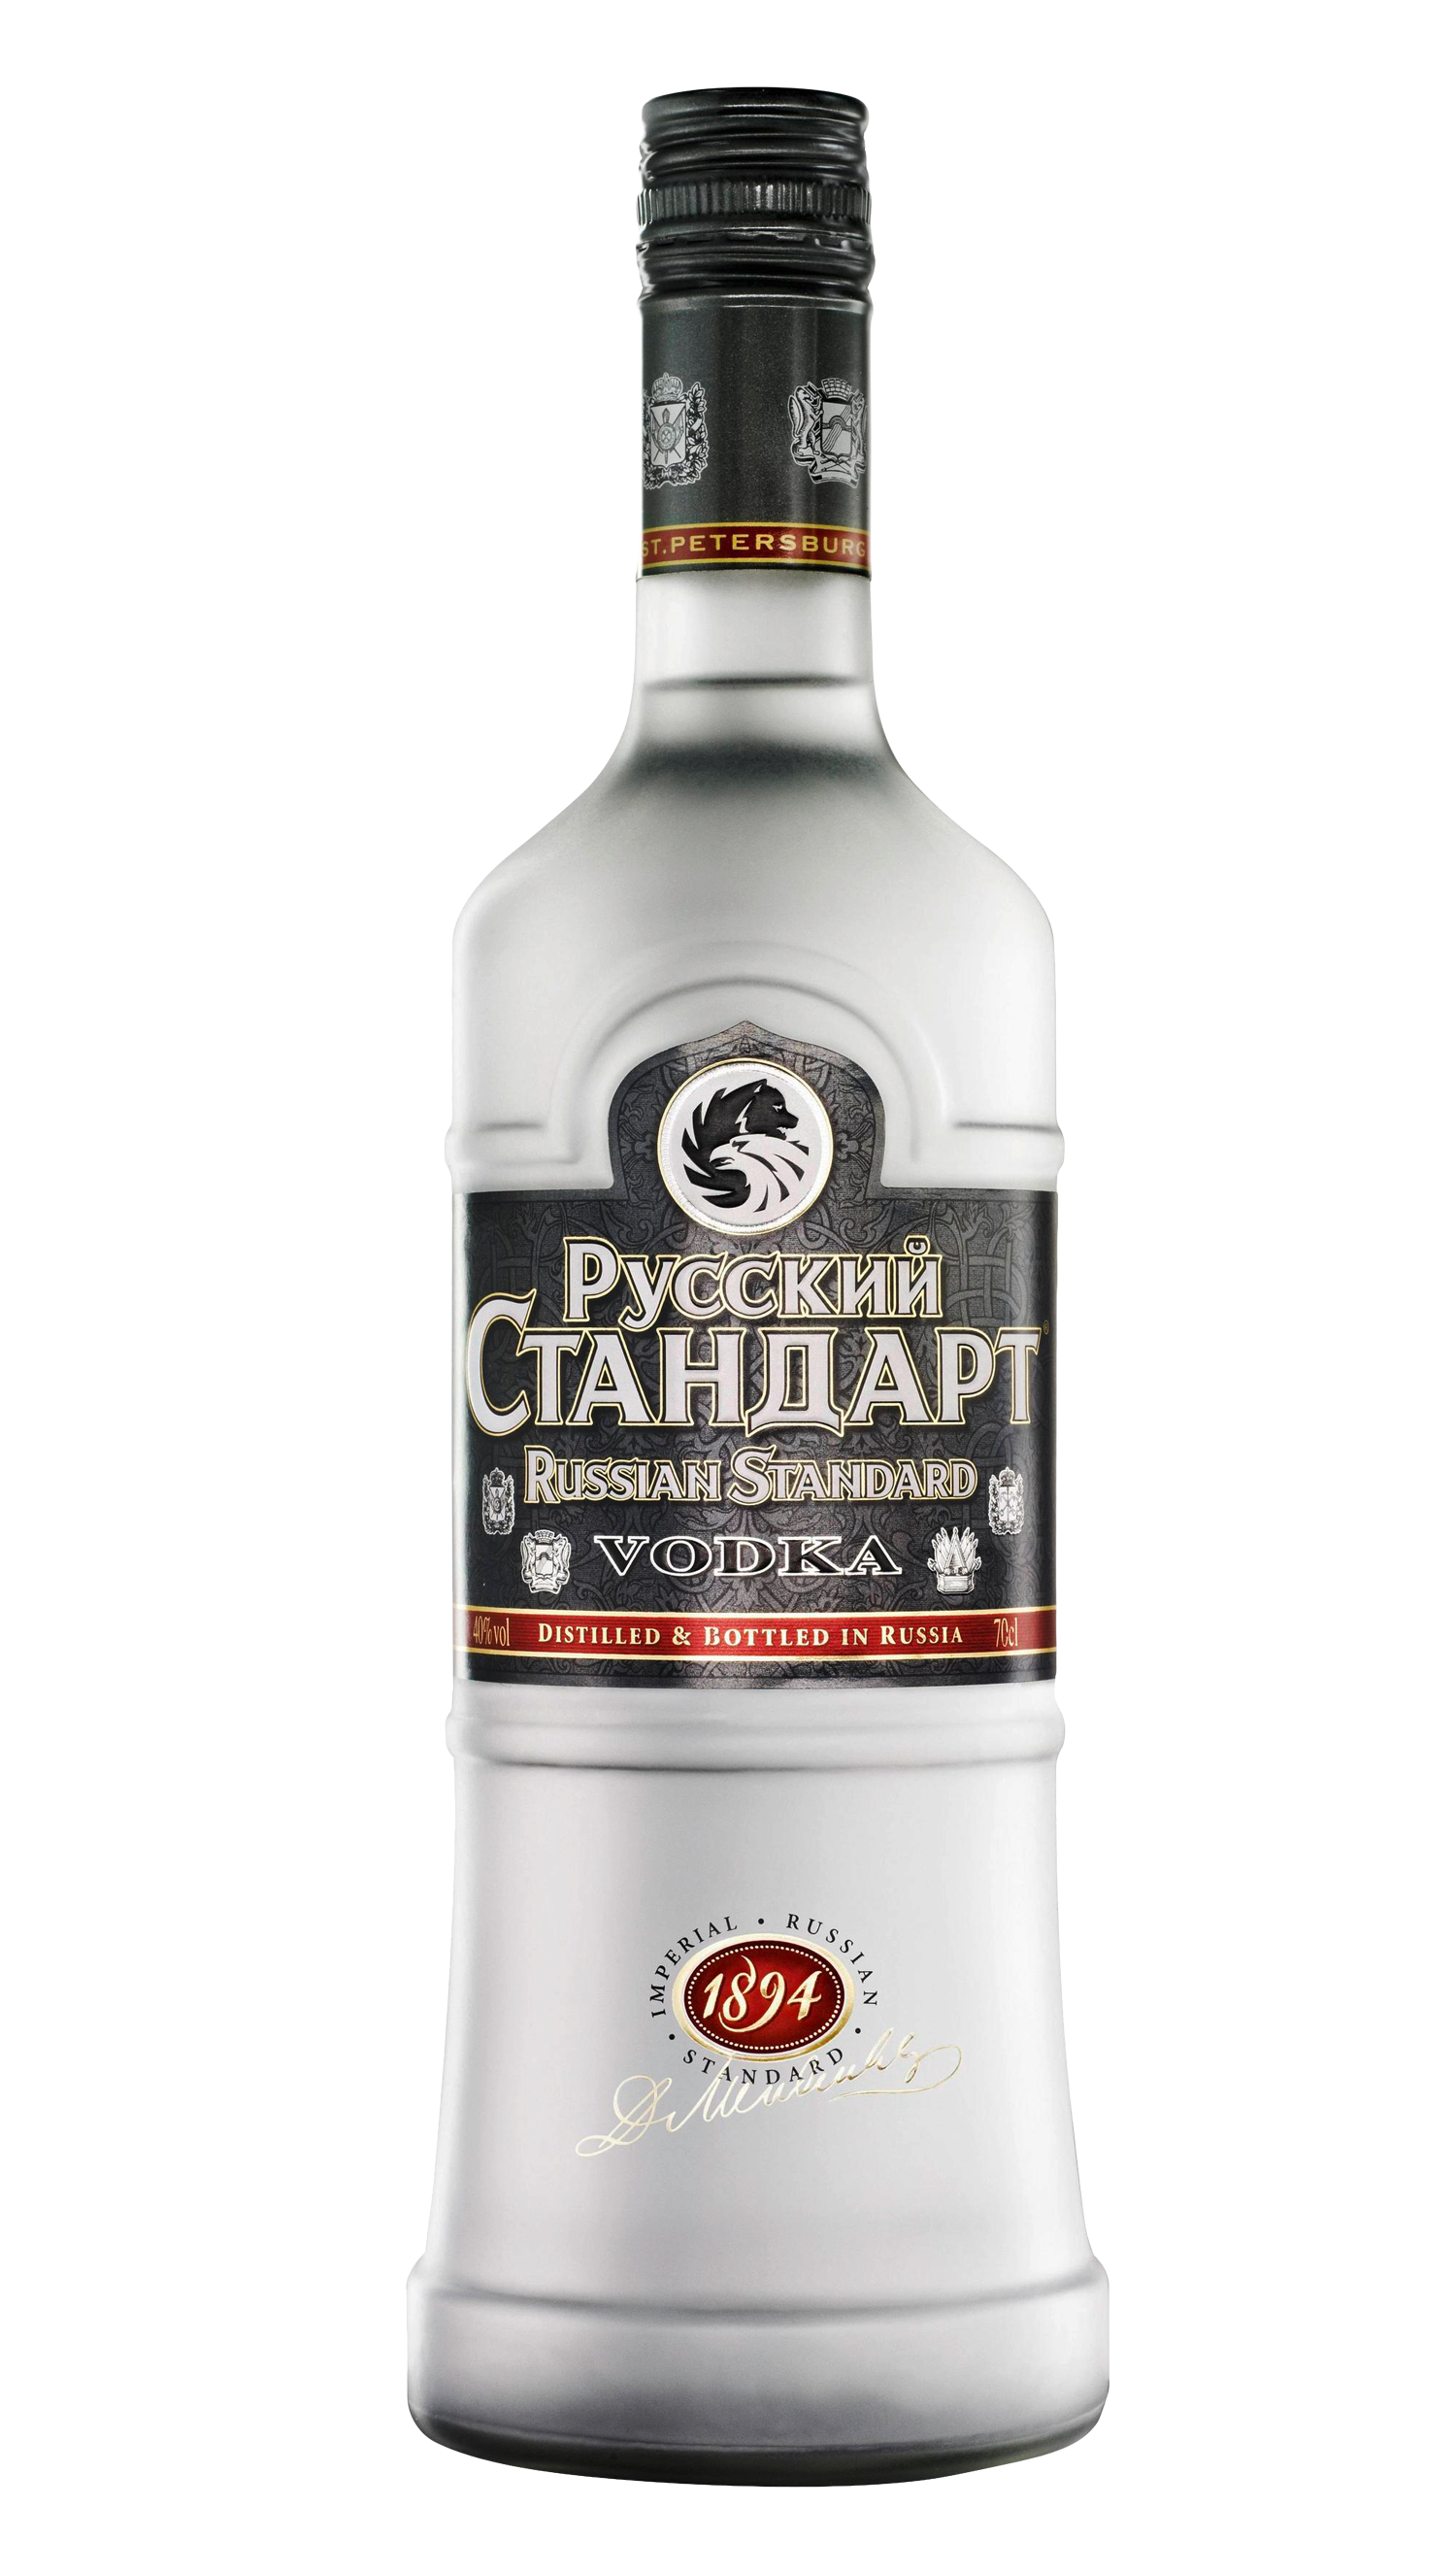 ST.PETERSBURG
Русский
Стандарт
RUSSIAN STANDARD
VODKA
40% vol DISTILLED & BOTTLED IN RUSSIA 70cl
IMPERIAL • RUSSIAN
1894
• STANDARD •